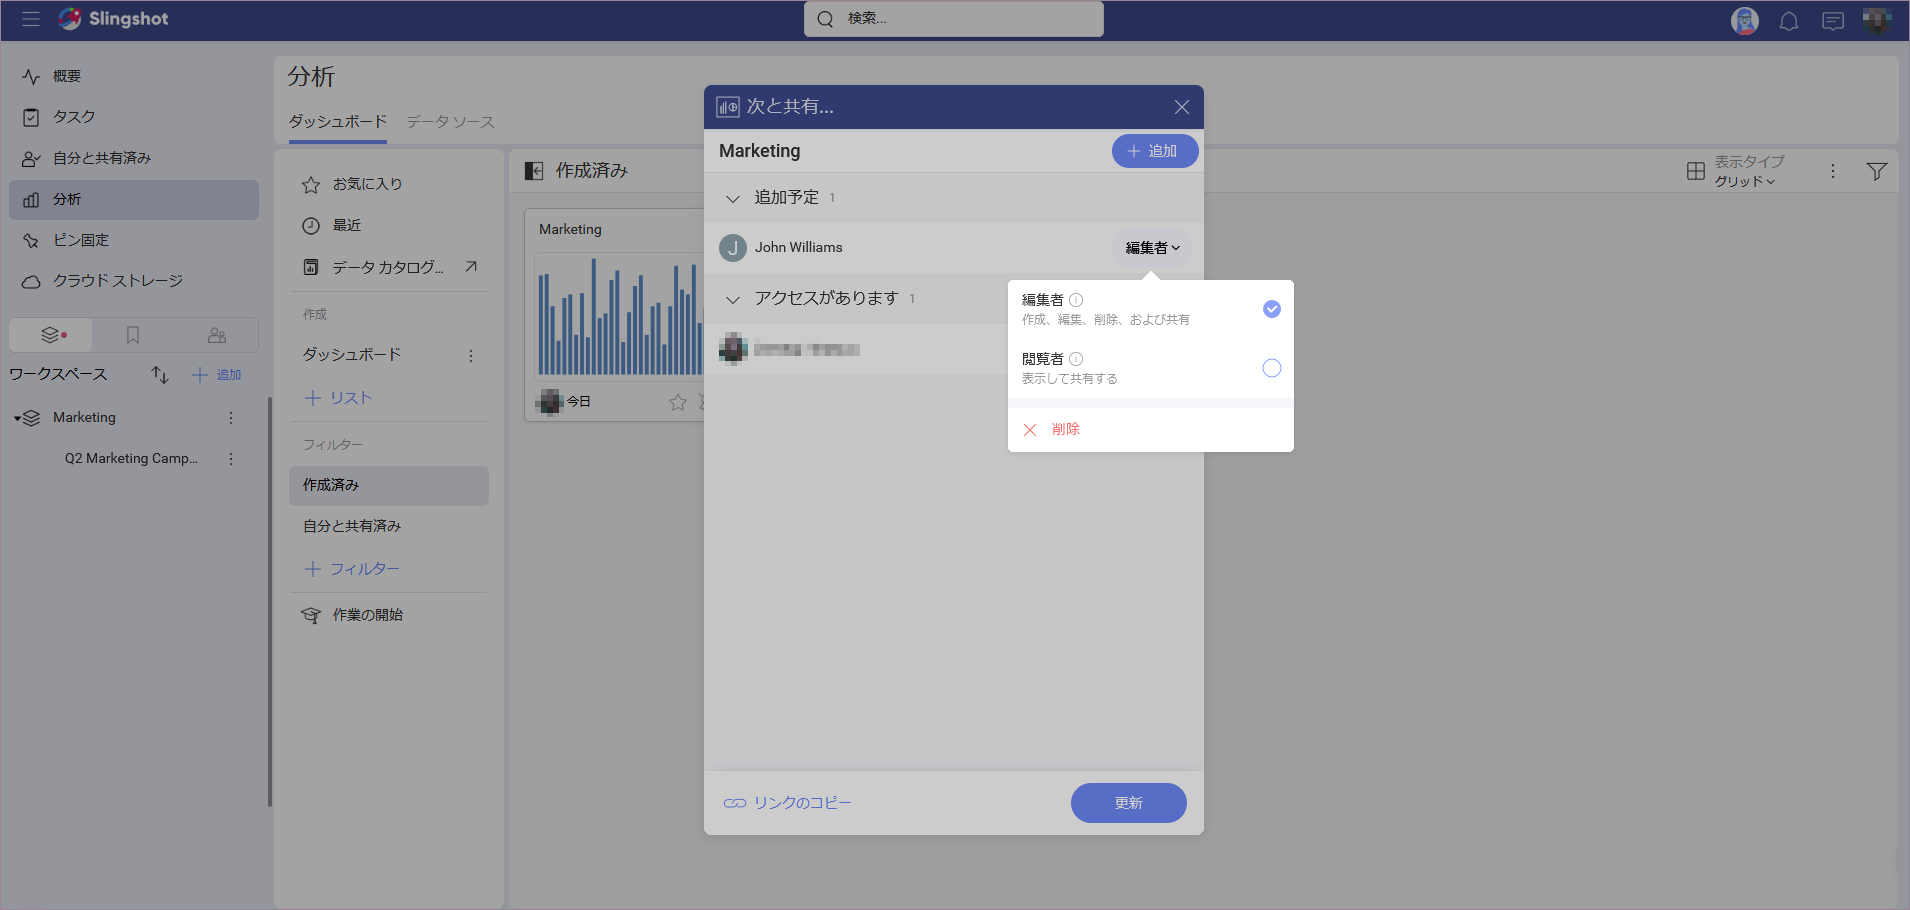 Slingshot
検索...
概要
タスク
自分と共有済み
分析
ピン固定
クラウド ストレージ
ワークスペース
追加
Marketing
Q2 Marketing Camp...
分析
ダッシュボード
データ ソース
お気に入り
最近
データ カタログ...
作成
ダッシュボード
リスト
フィルター
作成済み
自分と共有済み
フィルター
作業の開始
作成済み
表示タイプ
グリッド
Marketing
今日
次と共有...
Marketing
追加
追加予定 1
J
John Williams
編集者
アクセスがあります 1
編集者
作成、編集、削除、および共有
閲覧者
表示して共有する
削除
リンクのコピー
更新